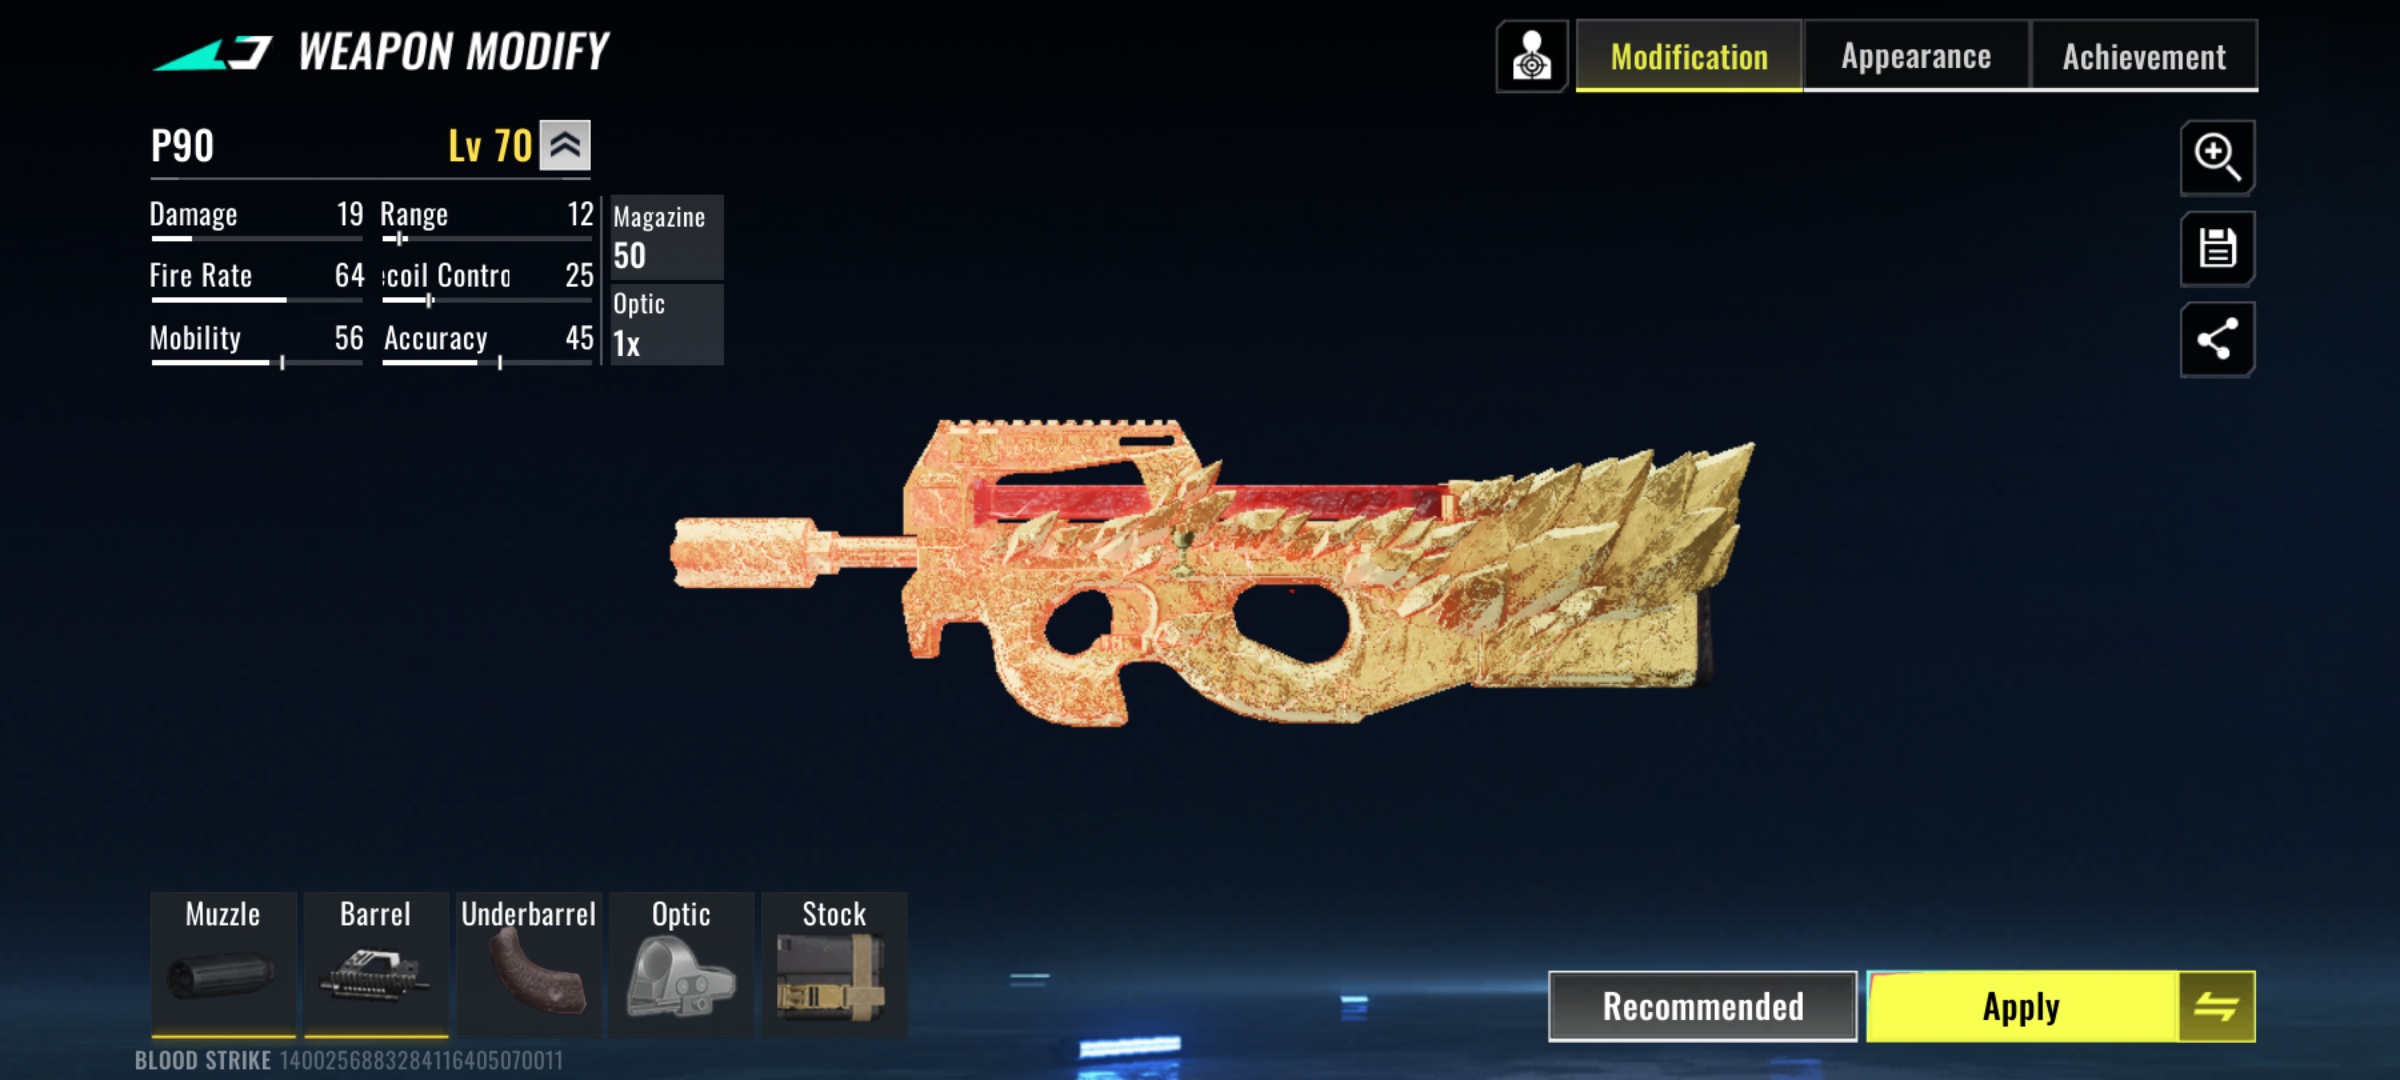 WEAPON MODIFY
Modification
Appearance
Achievement
P90
Lv 70
Damage 19
Range 12
Magazine
50
Fire Rate 64
ecoil Contro 25
Optic
1x
Mobility 56
Accuracy 45
Muzzle
Barrel
Underbarrel
Optic
Stock
Recommended
Apply
BLOOD STRIKE 1400256883284116405070011